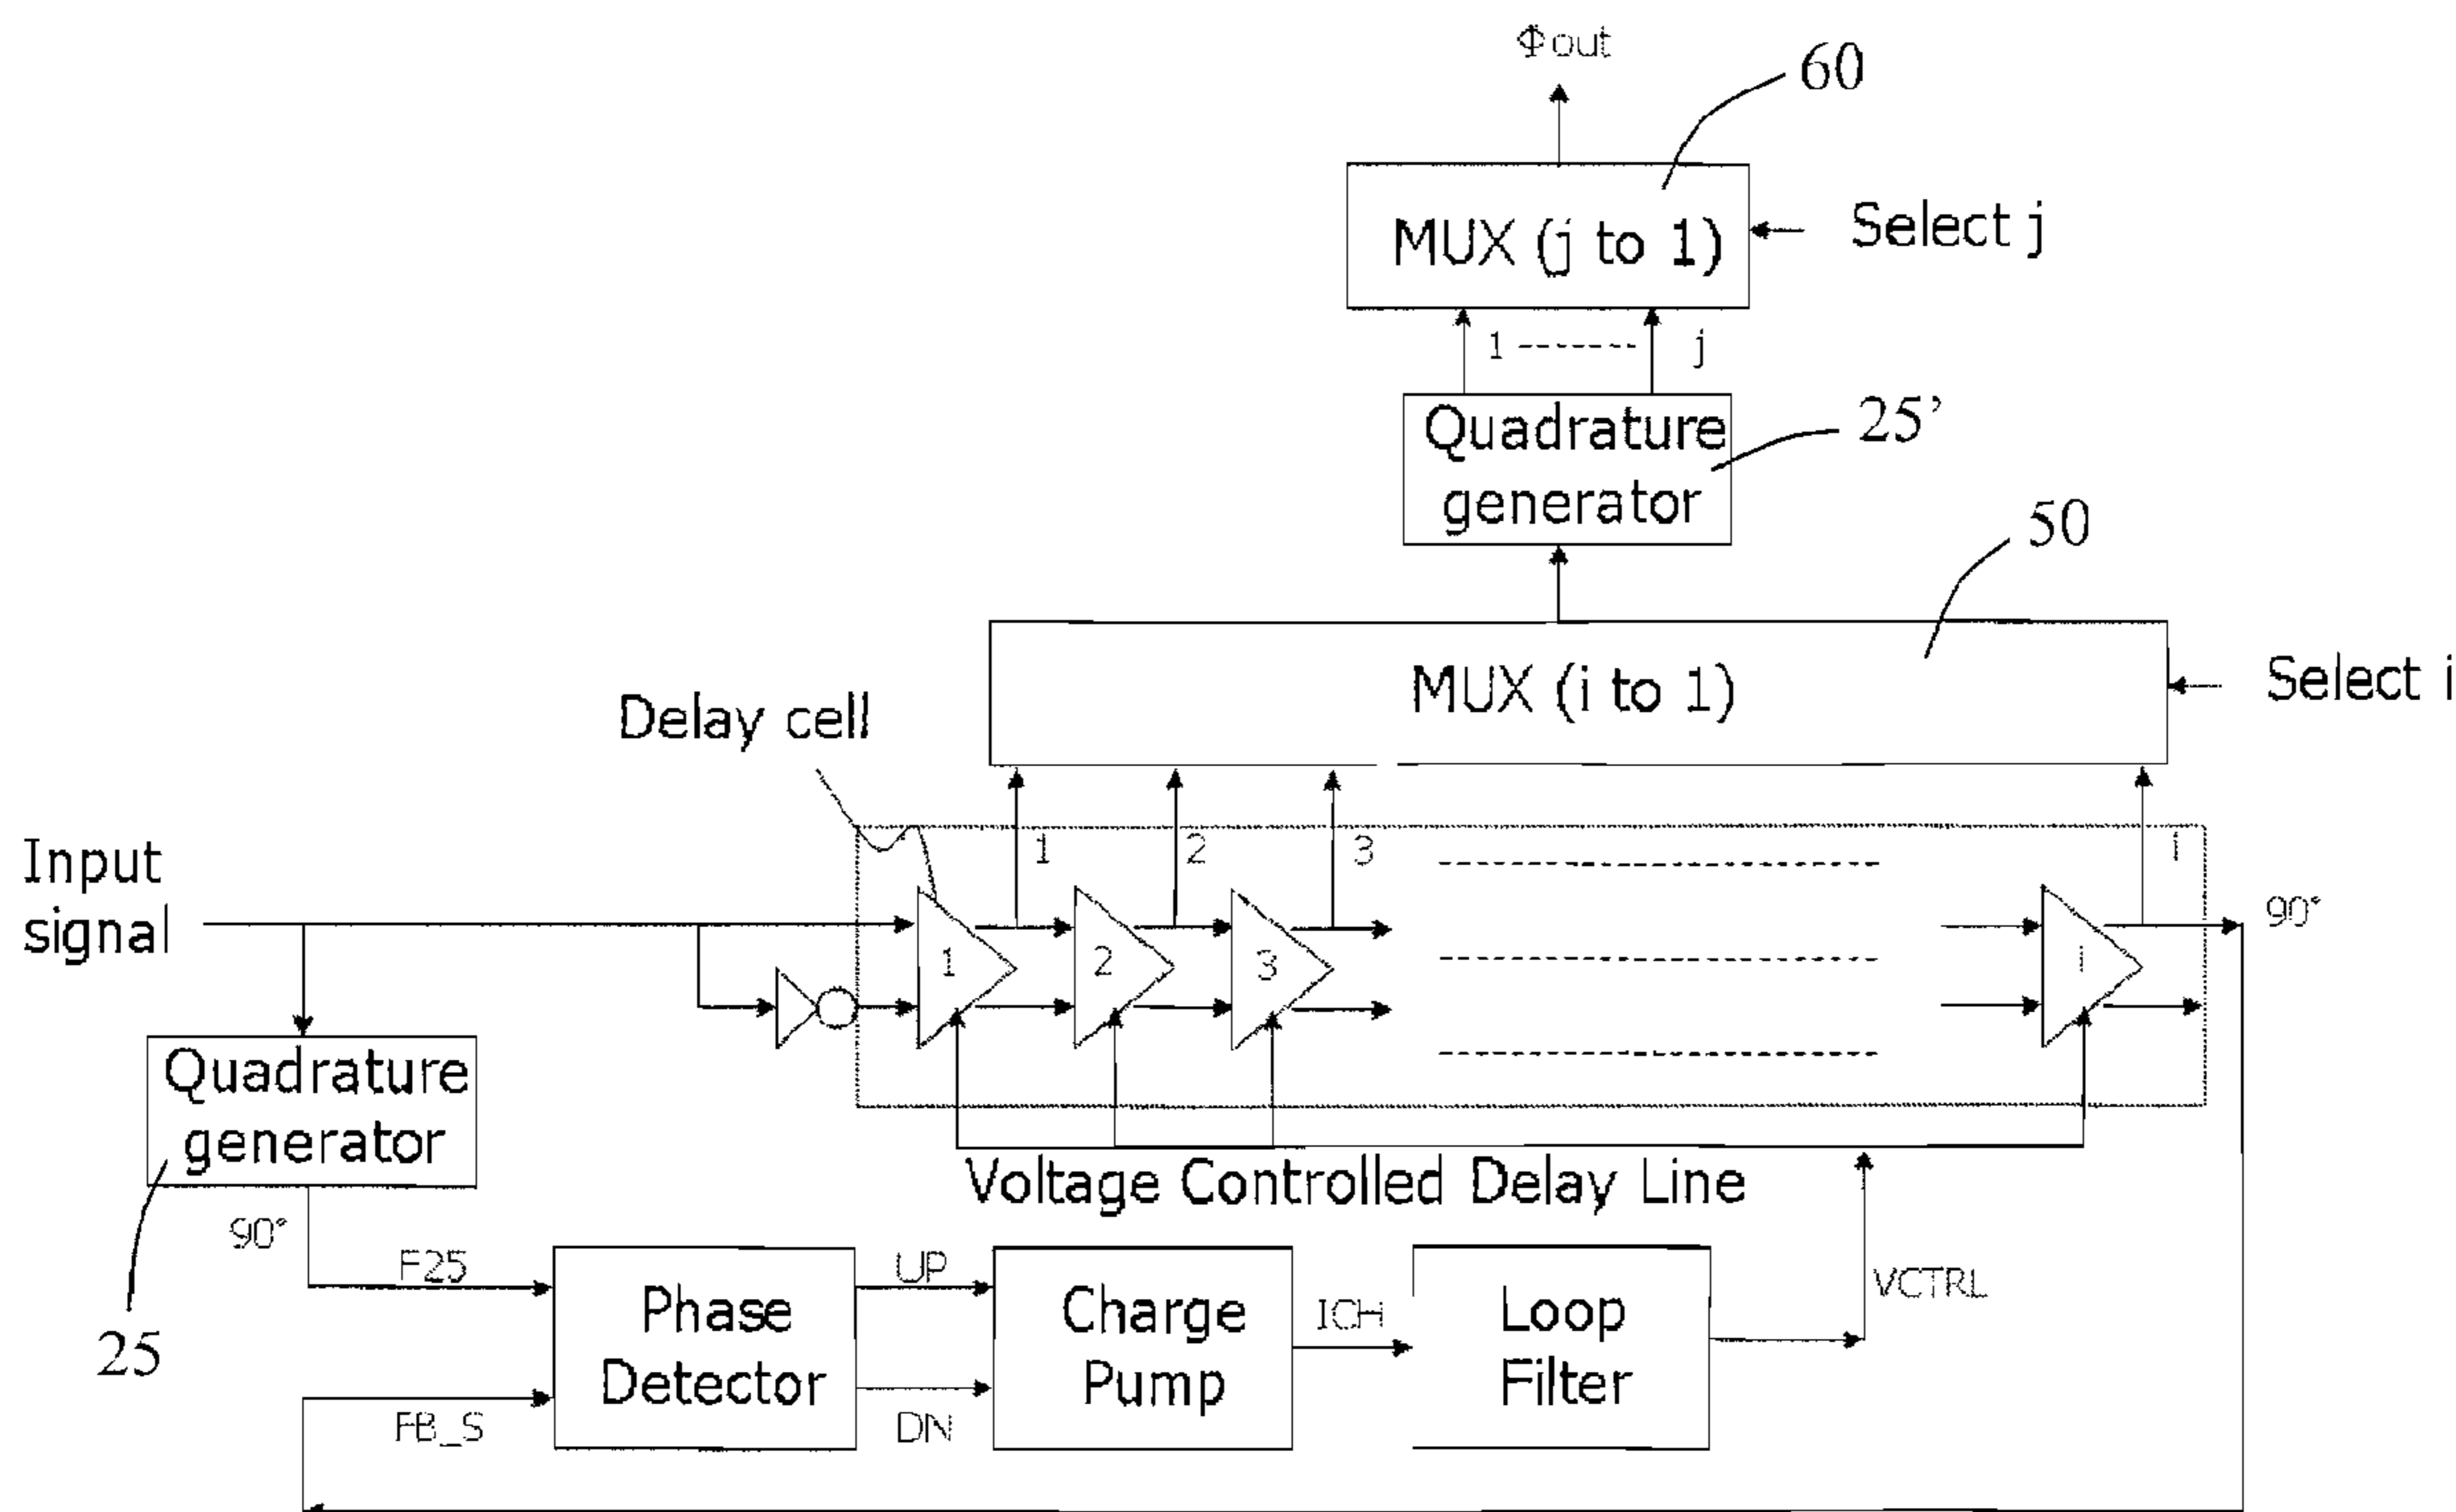 Φout
60
MUX (j to 1)
Select j
1
j
Quadrature
generator
25’
50
MUX (i to 1)
Select i
Delay cell
1
2
3
i
Input
signal
90°
1
2
3
i
Quadrature
generator
Voltage Controlled Delay Line
90°
F25
UP
VCTRL
Phase
Detector
Charge
Pump
ICH
Loop
Filter
25
FB_S
DN